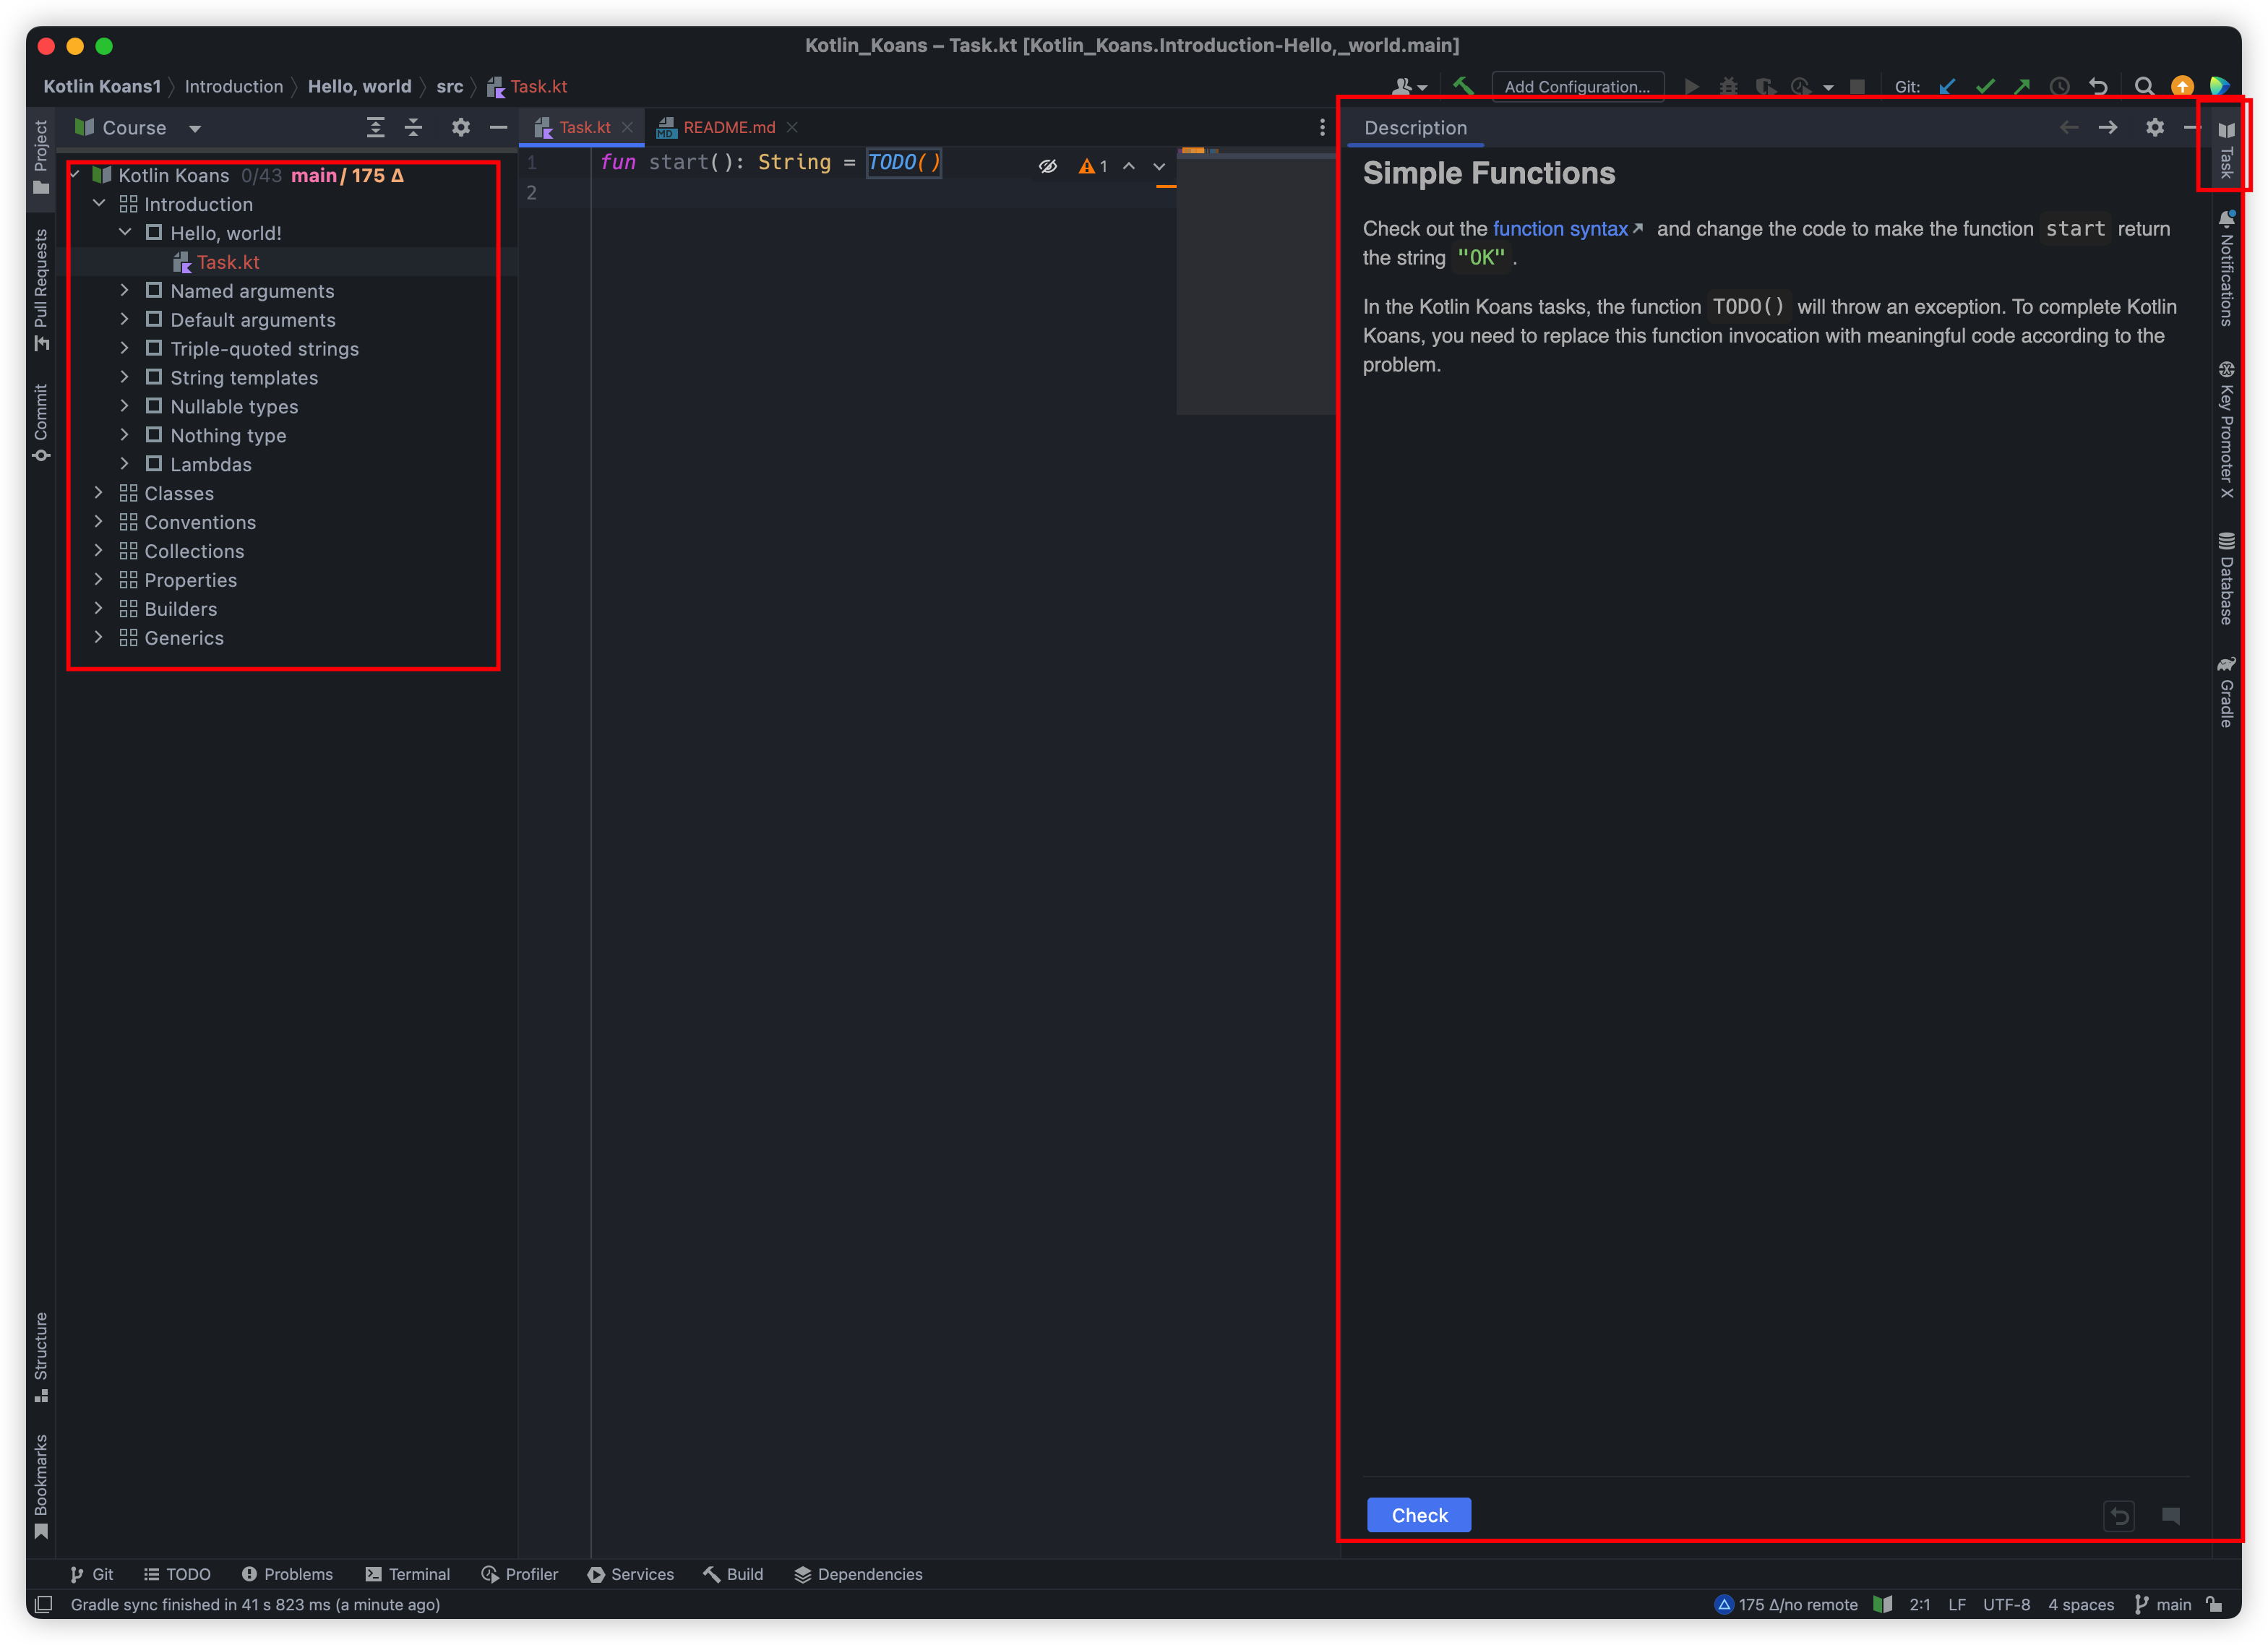 Kotlin_Koans – Task.kt [Kotlin_Koans.Introduction-Hello,_world.main]
Kotlin Koans1 Introduction Hello, world src Task.kt
Add Configuration...
Git:
Project
Pull Requests
Commit
Structure
Bookmarks
Course
Kotlin Koans 0/43 main / 175 Δ
Introduction
Hello, world!
Task.kt
Named arguments
Default arguments
Triple-quoted strings
String templates
Nullable types
Nothing type
Lambdas
Classes
Conventions
Collections
Properties
Builders
Generics
Task.kt README.md
MD
1 fun start(): String = TODO()
1
2
Description
Simple Functions
Check out the function syntax and change the code to make the function start return
the string "OK" .
In the Kotlin Koans tasks, the function TODO() will throw an exception. To complete Kotlin
Koans, you need to replace this function invocation with meaningful code according to the
problem.
Check
Task
Notifications
Key Promoter X
Database
Gradle
Git TODO Problems Terminal Profiler Services Build Dependencies
Gradle sync finished in 41 s 823 ms (a minute ago)
175 Δ/no remote 2:1 LF UTF-8 4 spaces main